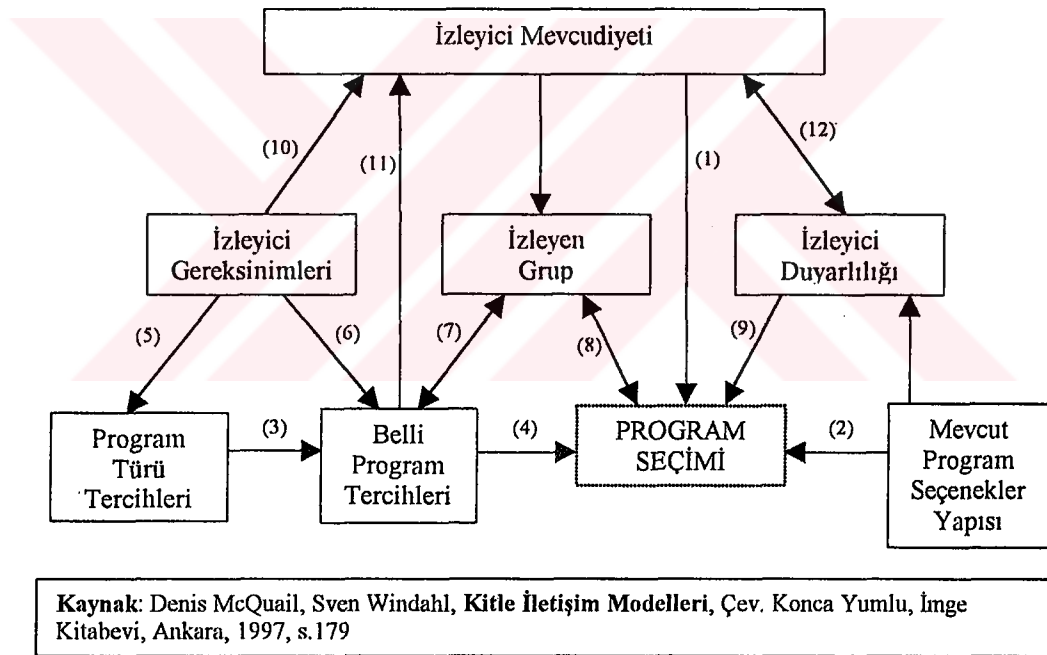 İzleyici Mevcudiyeti
(10)
(11)
(1)
(12)
İzleyici
Gereksinimleri
İzleyen
Grup
İzleyici
Duyarlılığı
(5)
(6)
(7)
(8)
(9)
Program
Türü
Tercihleri
(3)
Belli
Program
Tercihleri
(4)
PROGRAM
SEÇİMİ
(2)
Mevcut
Program
Seçenekler
Yapısı
Kaynak: Denis McQuail, Sven Windahl, Kitle İletişim Modelleri, Çev. Konca Yumlu, İmge
Kitabevi, Ankara, 1997, s.179